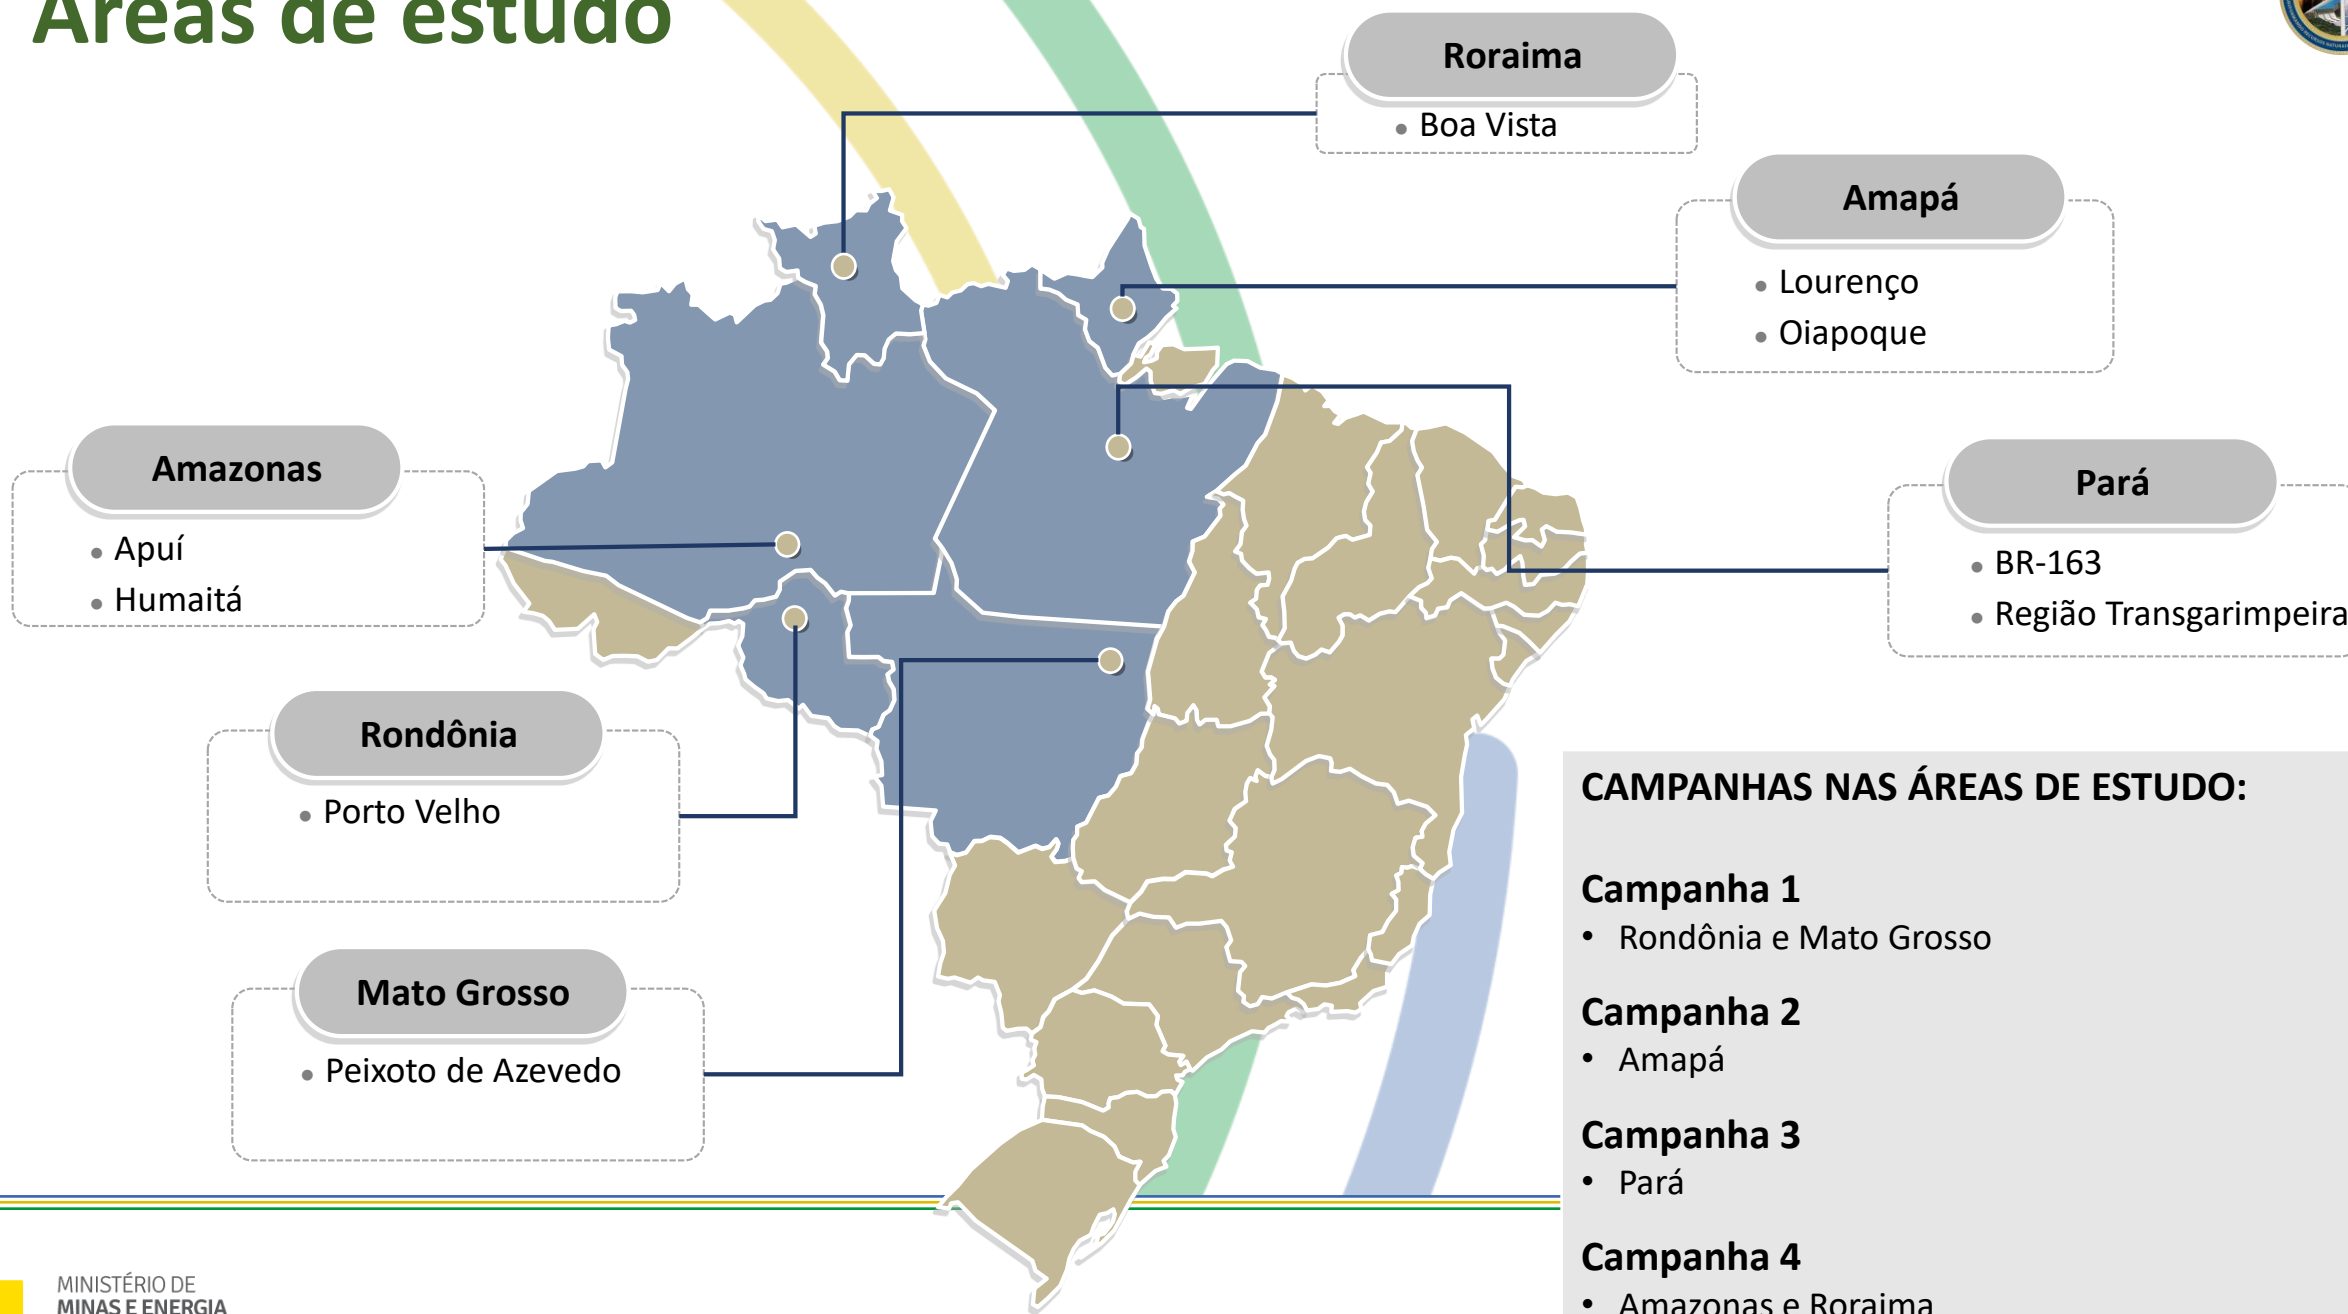 Áreas de estudo
Roraima
• Boa Vista
Amapá
• Lourenço
• Oiapoque
Amazonas
• Apuí
• Humaitá
Pará
• BR-163
• Região Transgarimpeira
Rondônia
• Porto Velho
Mato Grosso
• Peixoto de Azevedo
CAMPANHAS NAS ÁREAS DE ESTUDO:
Campanha 1
• Rondônia e Mato Grosso
Campanha 2
• Amapá
Campanha 3
• Pará
Campanha 4
• Amazonas e Roraima
MINISTÉRIO DE
MINAS E ENERGIA